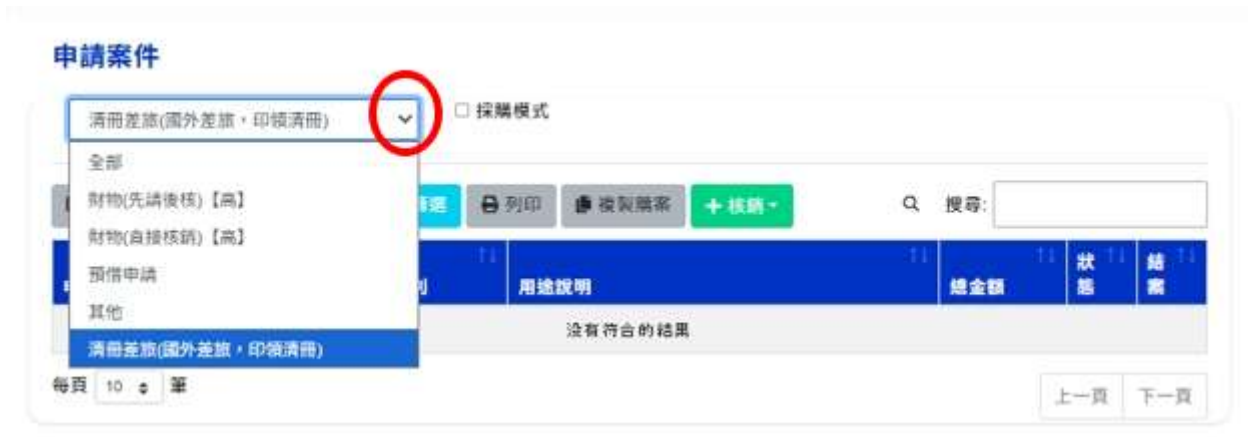 申請案件
清冊差旅(國外差旅，印領清冊)
採購模式
全部
財物(先請後核)【高】
篩選
列印
複製購案
+ 核銷
搜尋:
財物(直接核銷)【高】
預借申請
用途說明
總金額
狀態
結案
其他
沒有符合的結果
清冊差旅(國外差旅，印領清冊)
每頁 10 筆
上一頁 下一頁